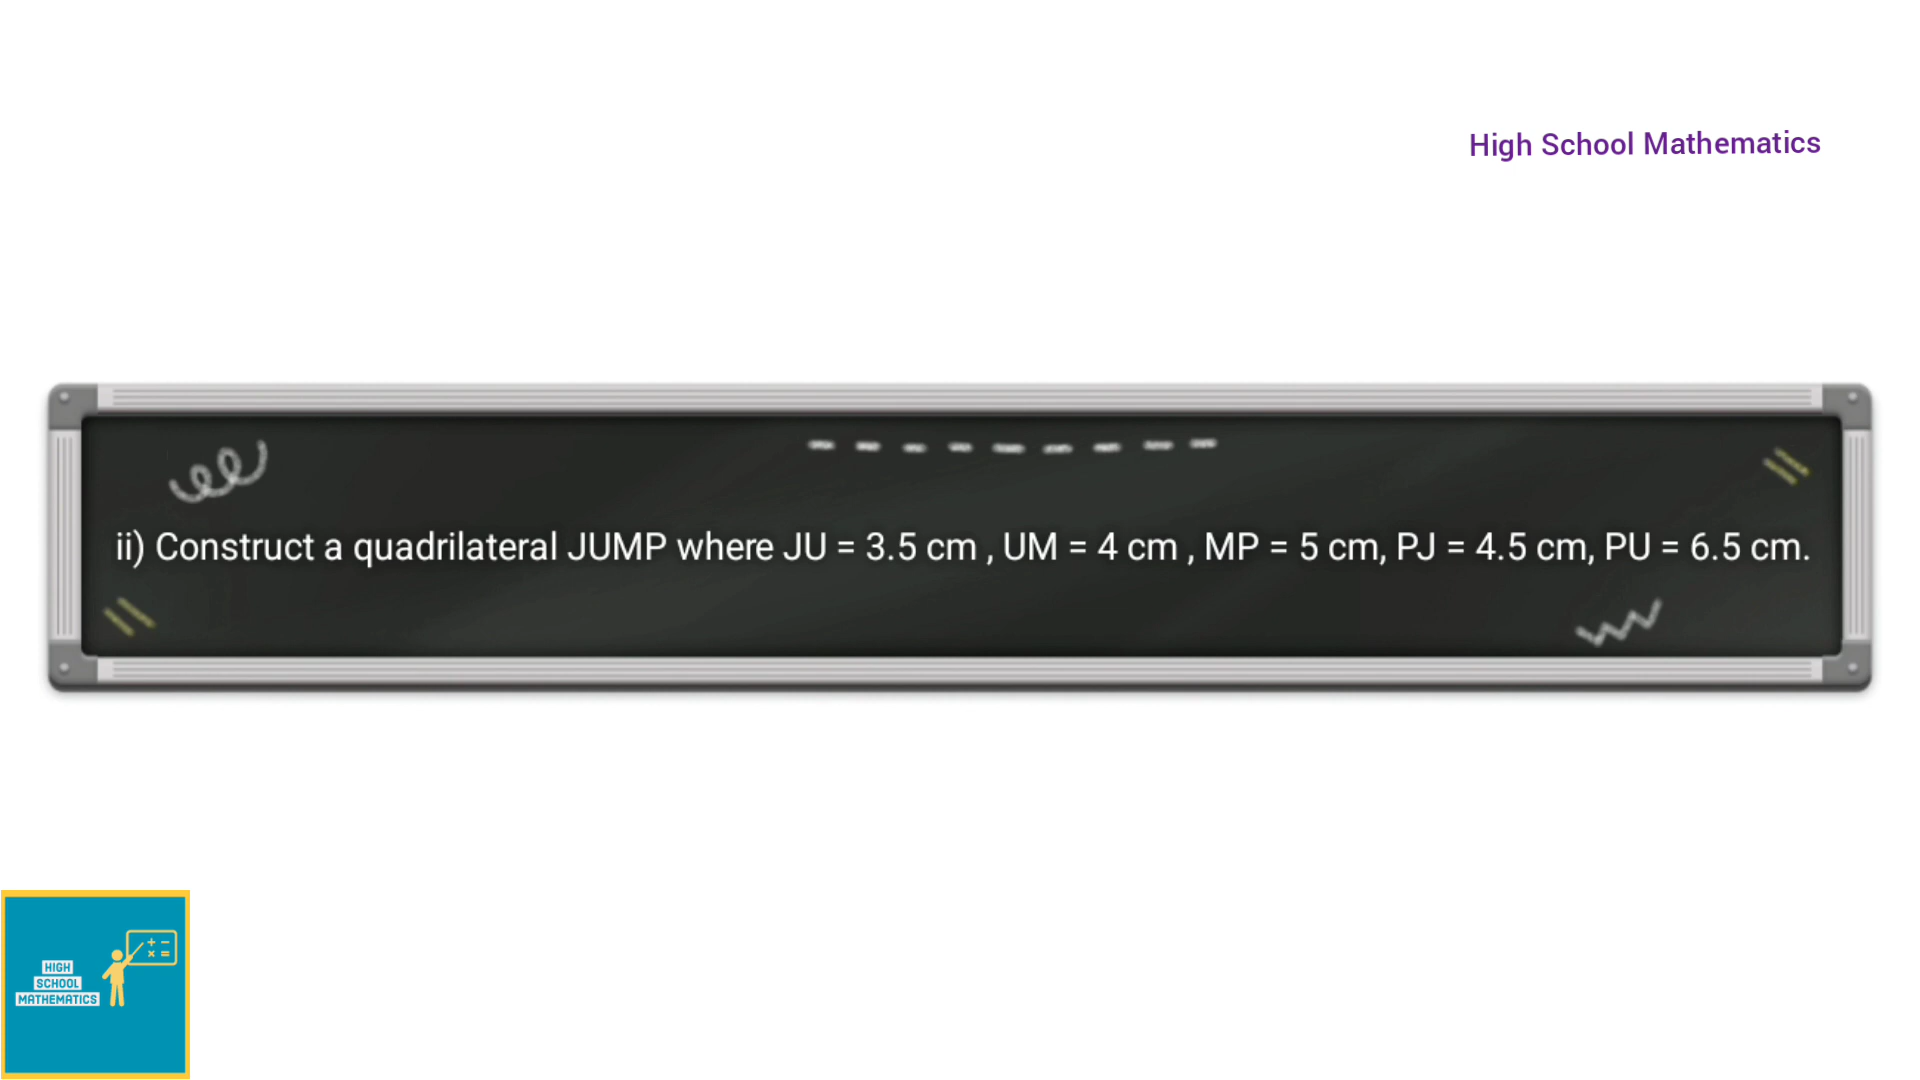 High School Mathematics
ii) Construct a quadrilateral JUMP where JU = 3.5 cm , UM = 4 cm , MP = 5 cm, PJ = 4.5 cm, PU = 6.5 cm.
+ -
× =
HIGH
SCHOOL
MATHEMATICS